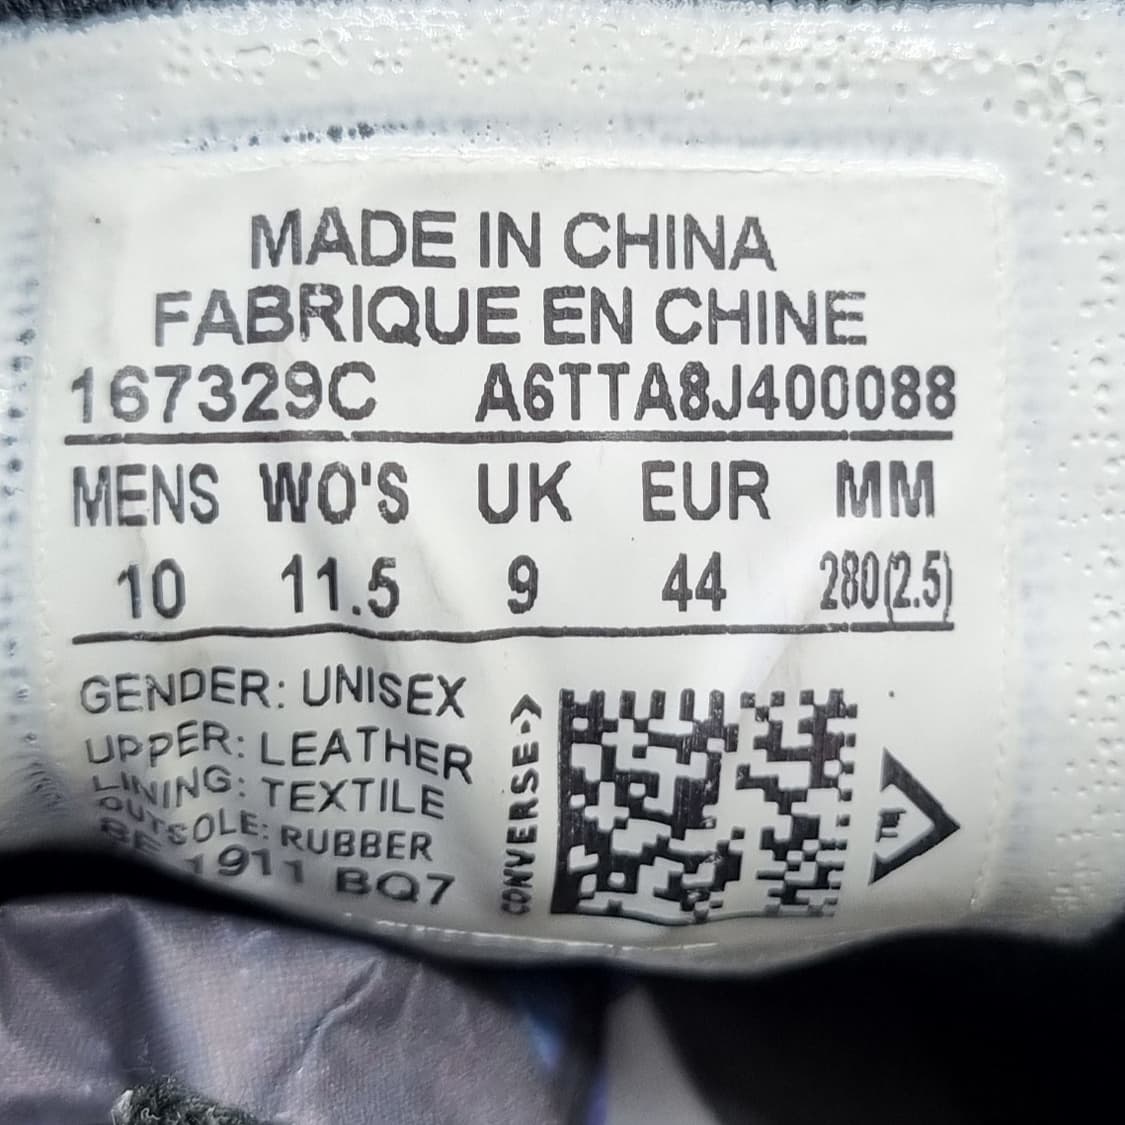 MADE IN CHINA
FABRIQUE EN CHINE
167329C A6TTA8J400088
MENS WO'S UK EUR MM
10 11.5 9 44 280(2.5)
GENDER: UNISEX
UPPER: LEATHER
LINING: TEXTILE
OUTSOLE: RUBBER
1911 BQ7
CONVERSE